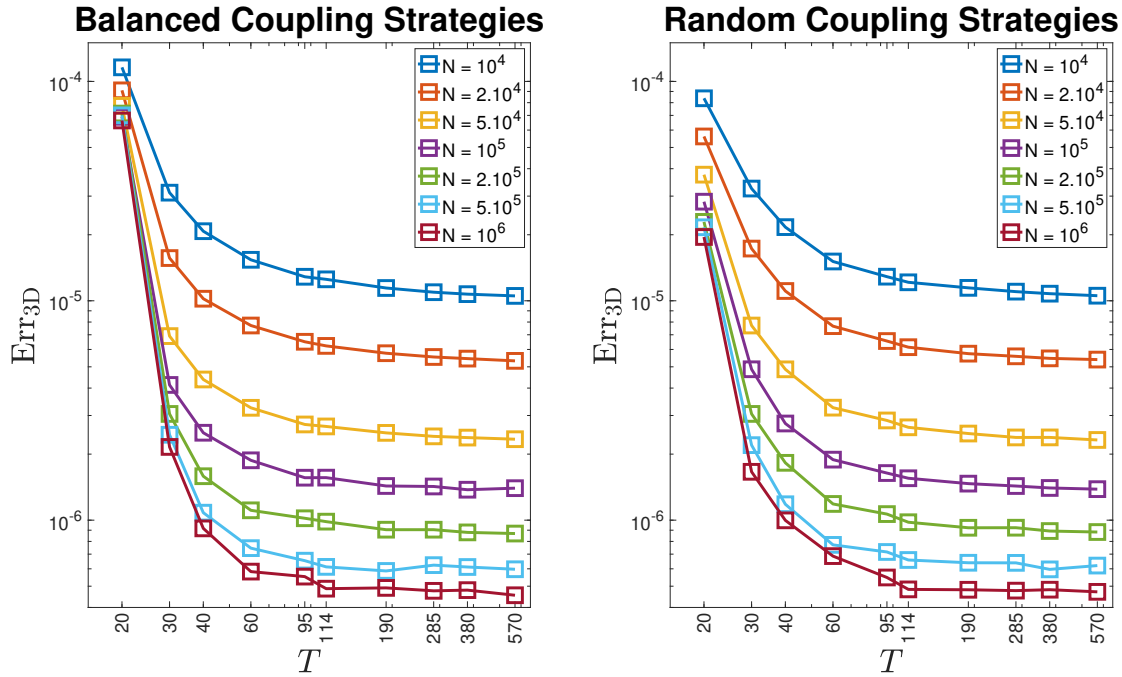 Balanced Coupling Strategies
Err3D
10^-4
10^-5
10^-6
N = 10^4
N = 2.10^4
N = 5.10^4
N = 10^5
N = 2.10^5
N = 5.10^5
N = 10^6
20 30 40 60 95 114 190 285 380 570
T
Random Coupling Strategies
Err3D
10^-4
10^-5
10^-6
N = 10^4
N = 2.10^4
N = 5.10^4
N = 10^5
N = 2.10^5
N = 5.10^5
N = 10^6
20 30 40 60 95 114 190 285 380 570
T